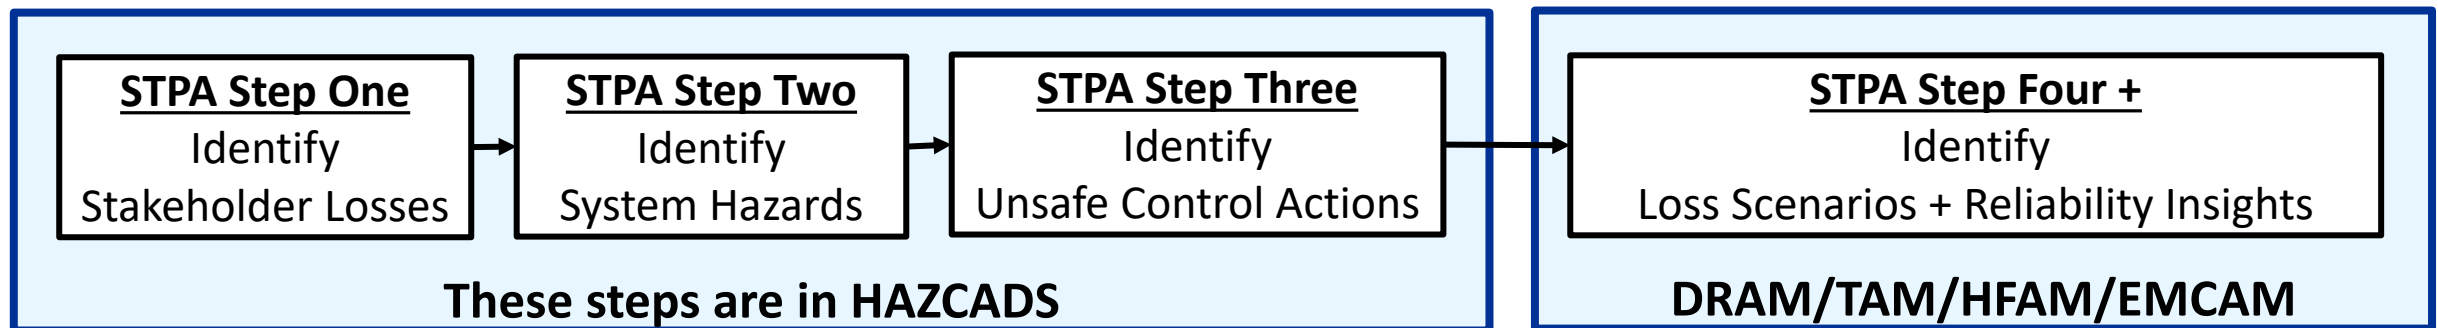 STPA Step One
Identify
Stakeholder Losses
STPA Step Two
Identify
System Hazards
STPA Step Three
Identify
Unsafe Control Actions
These steps are in HAZCADS
STPA Step Four +
Identify
Loss Scenarios + Reliability Insights
DRAM/TAM/HFAM/EMCAM